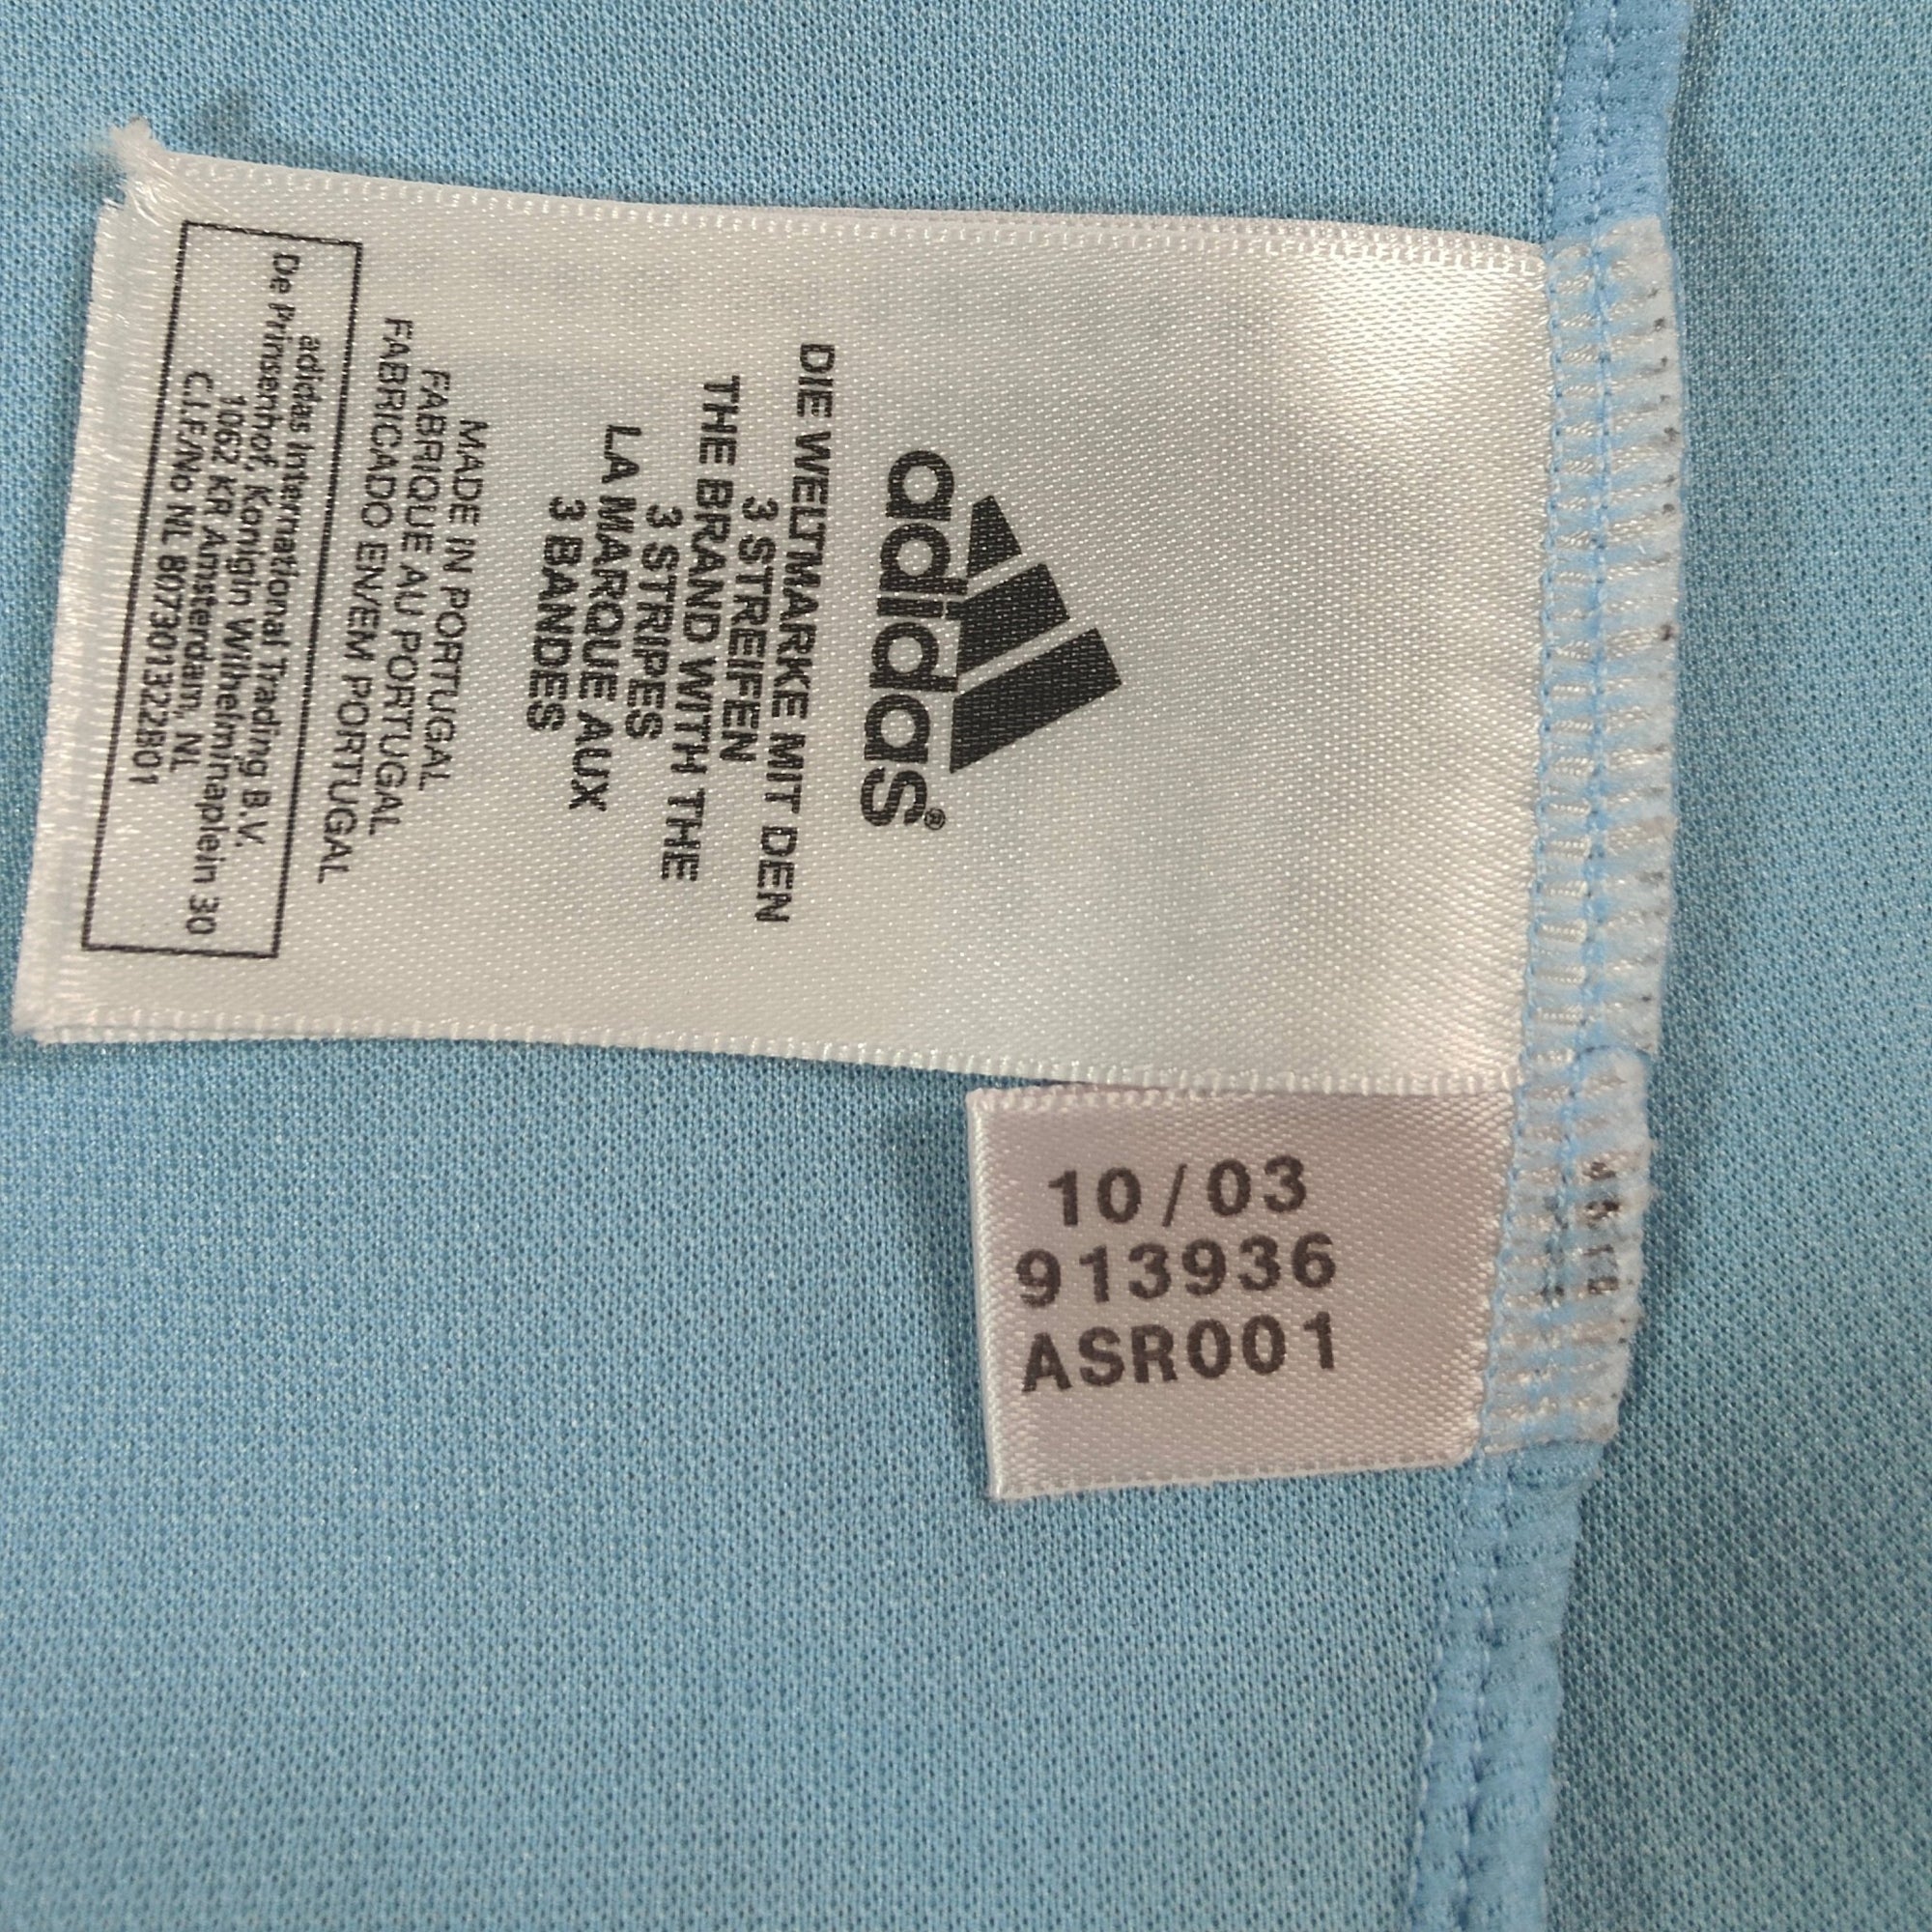 adidas®
DIE WELTMARKE MIT DEN
3 STREIFEN
THE BRAND WITH THE
3 STRIPES
LA MARQUE AUX
3 BANDES
MADE IN PORTUGAL
FABRIQUE AU PORTUGAL
FABRICADO EN/EM PORTUGAL
adidas International Trading B.V.
De Prinsenhof, Konigin Wilhelminaplein 30
1062 KR Amsterdam, NL
C.I.F/No NL 807301322B01
10/03
913936
ASR001